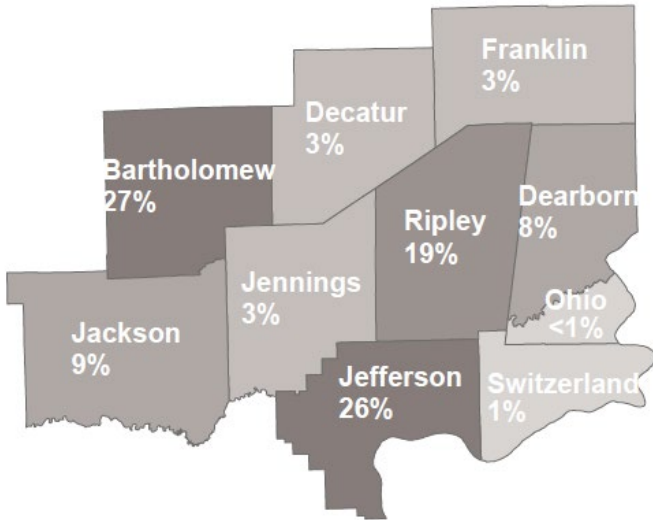 Franklin
3%
Decatur
3%
Bartholomew
27%
Dearborn
8%
Ripley
19%
Jennings
3%
Ohio
<1%
Jackson
9%
Jefferson
26%
Switzerland
1%